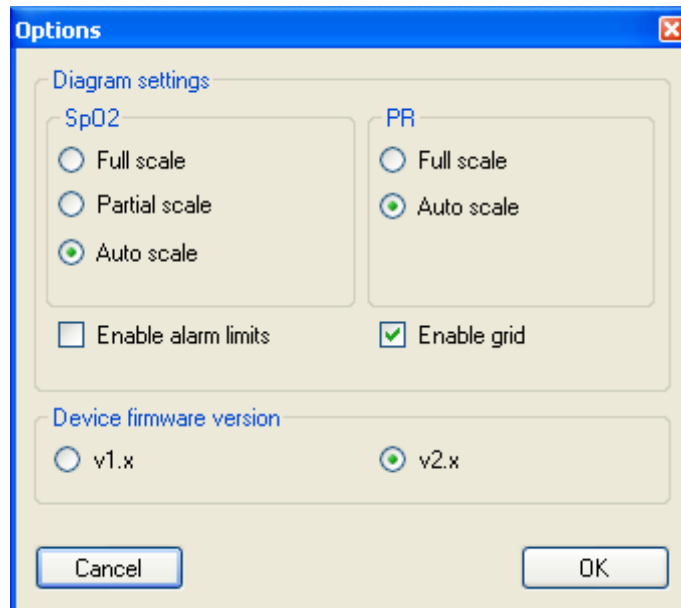 Options
Diagram settings
SpO2
Full scale
Partial scale
Auto scale
PR
Full scale
Auto scale
Enable alarm limits
Enable grid
Device firmware version
v1.x
v2.x
Cancel
OK